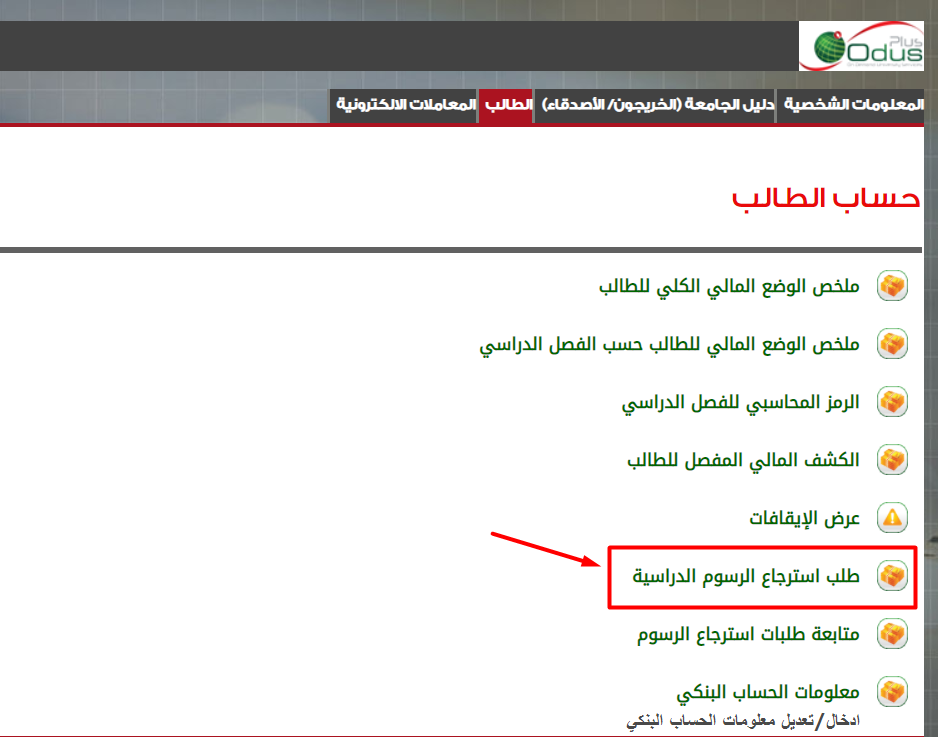 Odus Plus
المعلومات الشخصية
دليل الجامعة (الخريجون/ الأصدقاء)
الطالب
المعاملات الالكترونية
حساب الطالب
ملخص الوضع المالي الكلي للطالب
ملخص الوضع المالي للطالب حسب الفصل الدراسي
الرمز المحاسبي للفصل الدراسي
الكشف المالي المفصل للطالب
عرض الإيقافات
طلب استرجاع الرسوم الدراسية
متابعة طلبات استرجاع الرسوم
معلومات الحساب البنكي
ادخال/تعديل معلومات الحساب البنكي